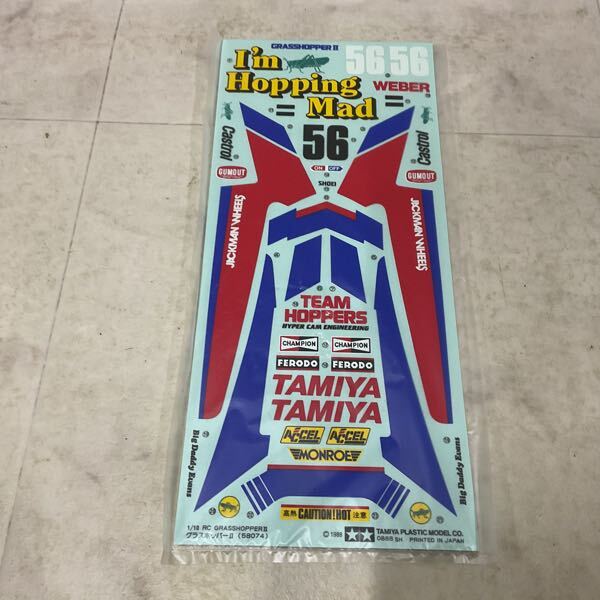 GRASSHOPPER II
I'm
Hopping
Mad
56 56
WEBER
Castrol
56
Castrol
ON OFF
GUMOUT
SHOEI
GUMOUT
JACKMAN WHEELS
JACKMAN WHEELS
TEAM
HOPPERS
HYPER CAM ENGINEERING
CHAMPION
CHAMPION
FERODO
FERODO
TAMIYA
TAMIYA
ACCEL
ACCEL
MONROE
Big Daddy Evans
Big Daddy Evans
高熱 CAUTION! HOT 注意
1/10 RC GRASSHOPPER II
グラスホッパーII (58074)
©1988
TAMIYA PLASTIC MODEL CO.
0888 SH PRINTED IN JAPAN